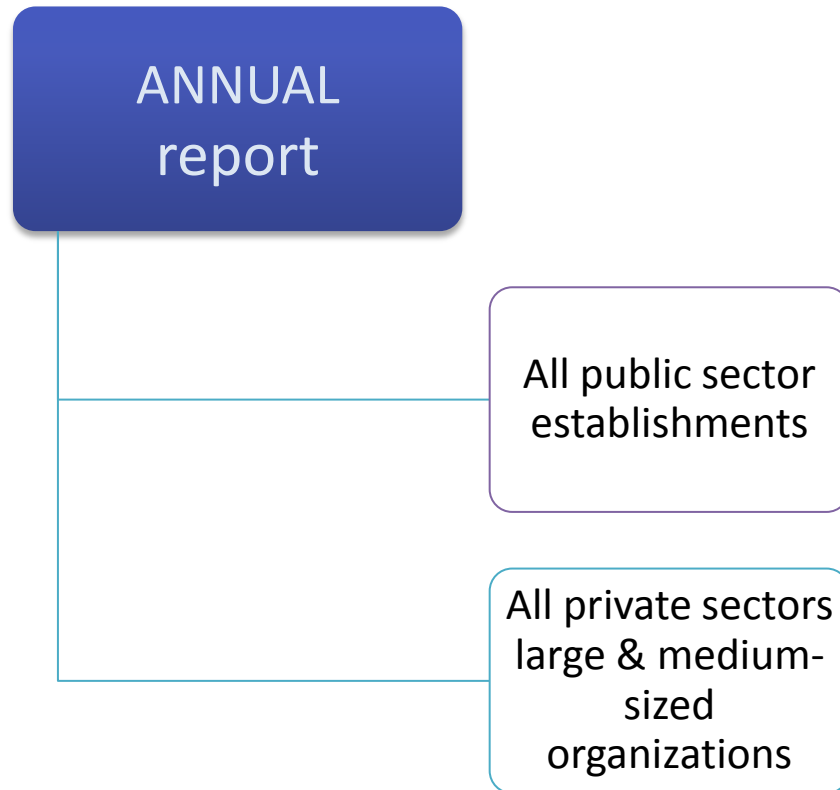 ANNUAL
report
All public sector
establishments
All private sectors
large & medium-
sized
organizations